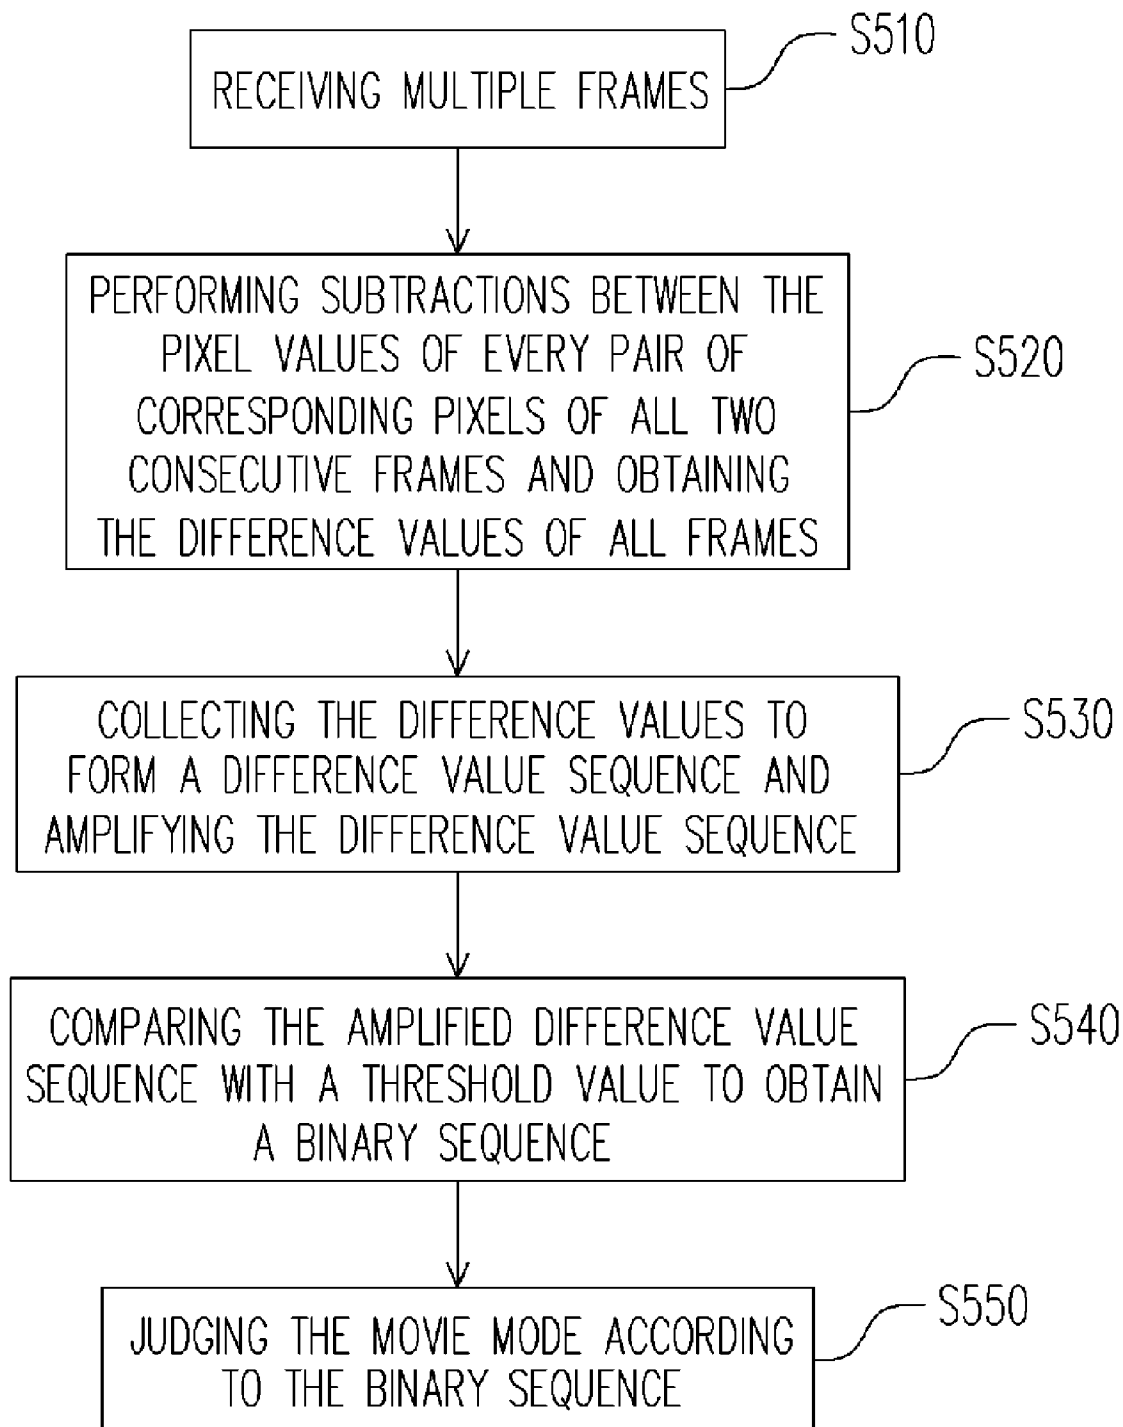 S510
RECEIVING MULTIPLE FRAMES
PERFORMING SUBTRACTIONS BETWEEN THE
PIXEL VALUES OF EVERY PAIR OF
CORRESPONDING PIXELS OF ALL TWO
CONSECUTIVE FRAMES AND OBTAINING
THE DIFFERENCE VALUES OF ALL FRAMES
S520
COLLECTING THE DIFFERENCE VALUES TO
FORM A DIFFERENCE VALUE SEQUENCE AND
AMPLIFYING THE DIFFERENCE VALUE SEQUENCE
S530
COMPARING THE AMPLIFIED DIFFERENCE VALUE
SEQUENCE WITH A THRESHOLD VALUE TO OBTAIN
A BINARY SEQUENCE
S540
JUDGING THE MOVIE MODE ACCORDING
TO THE BINARY SEQUENCE
S550